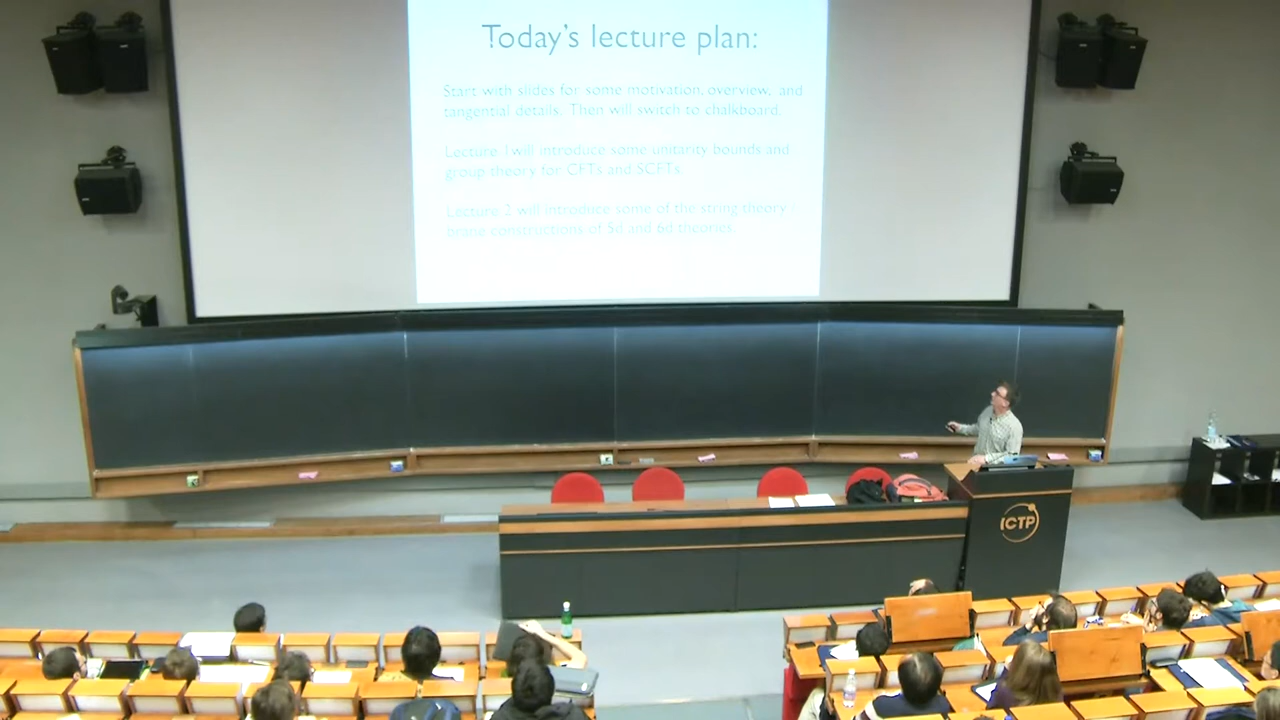 Today's lecture plan:
Start with slides for some motivation, overview, and
tangential details. Then will switch to chalkboard.
Lecture 1 will introduce some unitarity bounds and
group theory for CFTs and SCFTs.
Lecture 2 will introduce some of the string theory
brane constructions of 5d and 6d theories.
ICTP